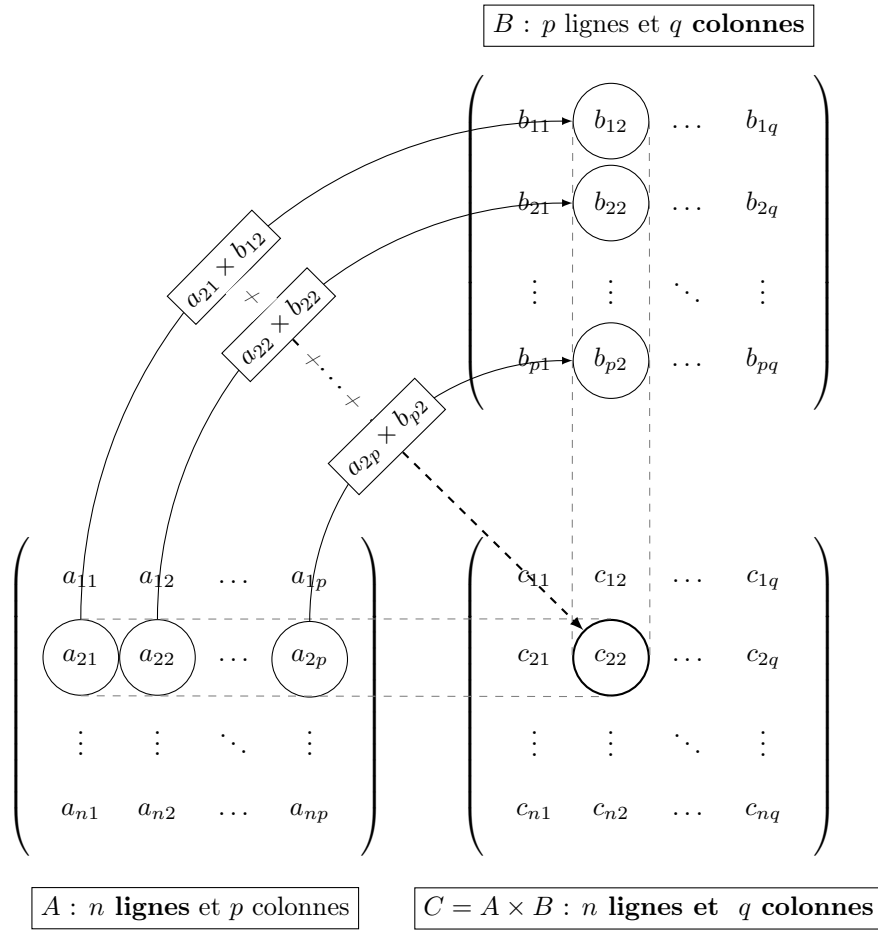 B : p lignes et q colonnes
b₁₁ b₁₂ … b₁q
b₂₁ b₂₂ … b₂q
⋮ ⋮ ⋱ ⋮
bₚ₁ bₚ₂ … bₚq
a₂₁ × b₁₂
+
a₂₂ × b₂₂
+ ⋯ +
a₂ₚ × bₚ₂
a₁₁ a₁₂ … a₁ₚ
a₂₁ a₂₂ … a₂ₚ
⋮ ⋮ ⋱ ⋮
aₙ₁ aₙ₂ … aₙₚ
c₁₁ c₁₂ … c₁q
c₂₁ c₂₂ … c₂q
⋮ ⋮ ⋱ ⋮
cₙ₁ cₙ₂ … cₙq
A : n lignes et p colonnes
C = A × B : n lignes et q colonnes